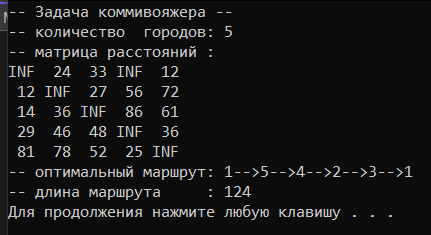 -- Задача коммивояжера --
-- количество  городов: 5
-- матрица расстояний :
INF  24  33 INF  12
 12 INF  27  56  72
 14  36 INF  86  61
 29  46  48 INF  36
 81  78  52  25 INF
-- оптимальный маршрут: 1-->5-->4-->2-->3-->1
-- длина маршрута     : 124
Для продолжения нажмите любую клавишу . . .